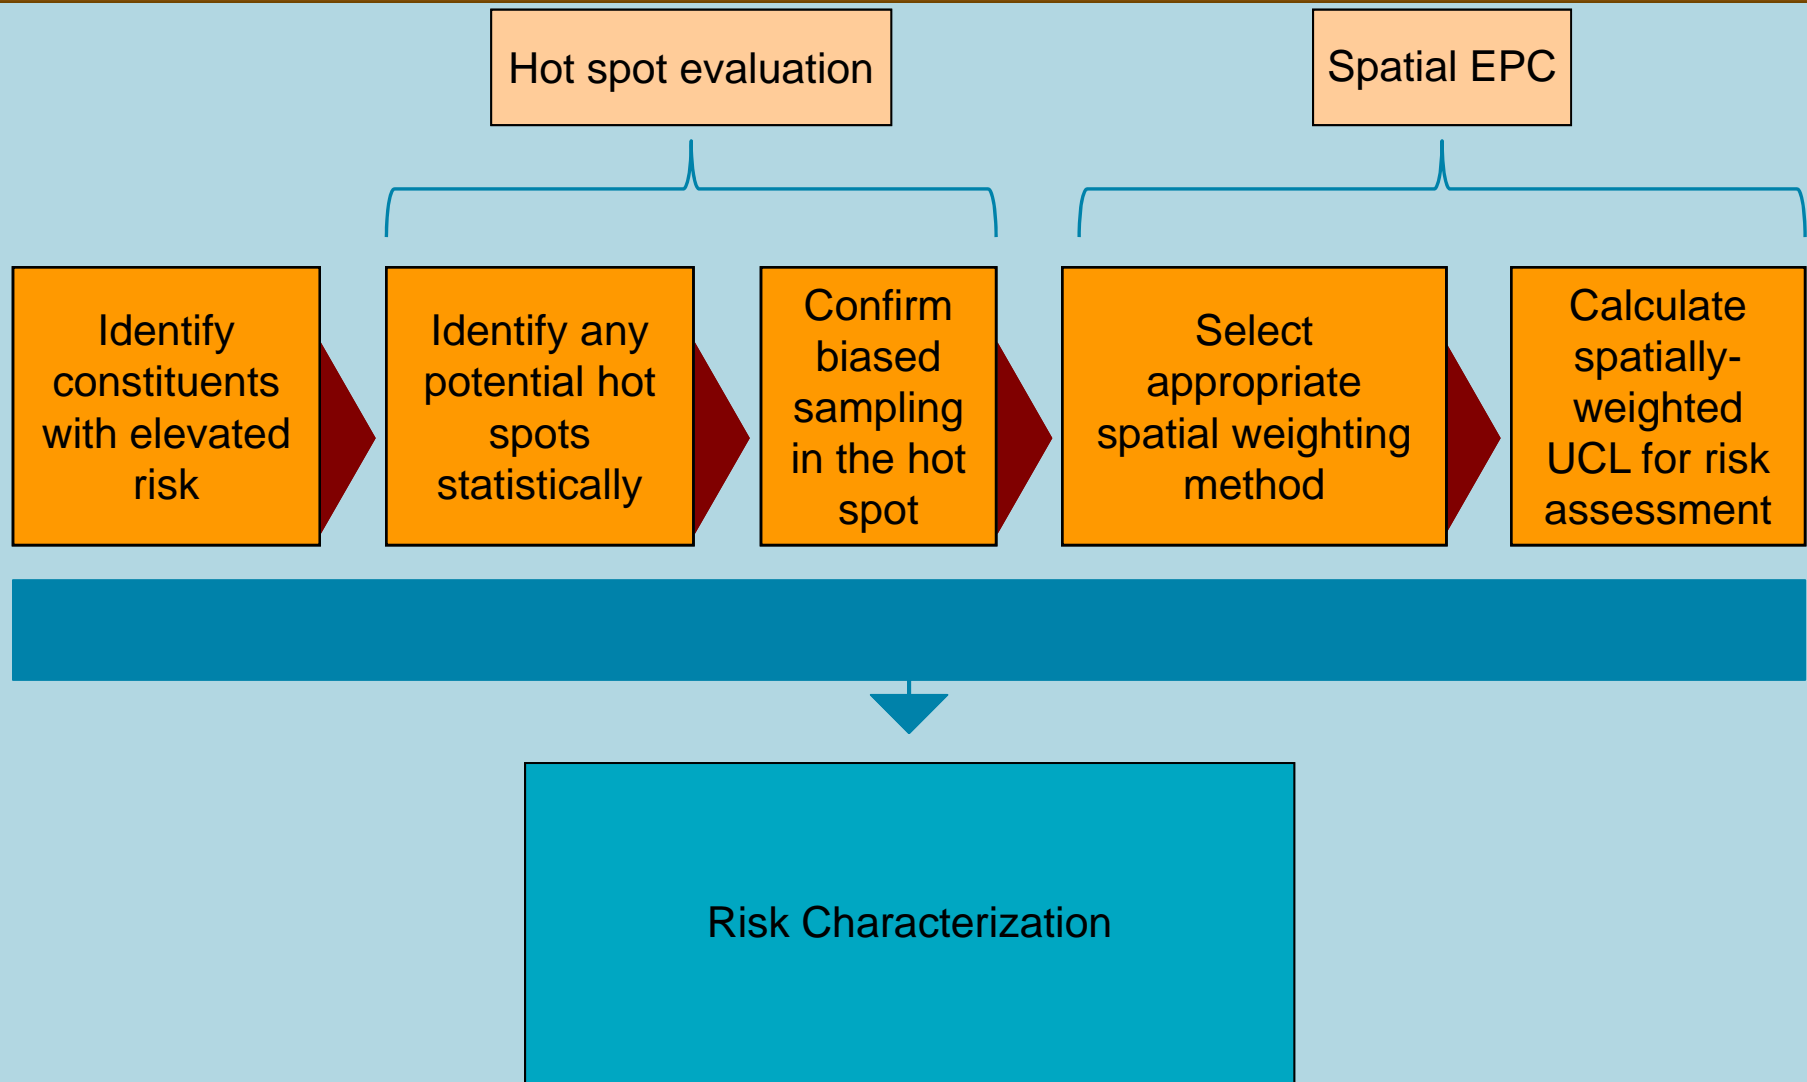 Hot spot evaluation
Spatial EPC
Identify
constituents
with elevated
risk
Identify any
potential hot
spots
statistically
Confirm
biased
sampling
in the hot
spot
Select
appropriate
spatial weighting
method
Calculate
spatially-
weighted
UCL for risk
assessment
Risk Characterization